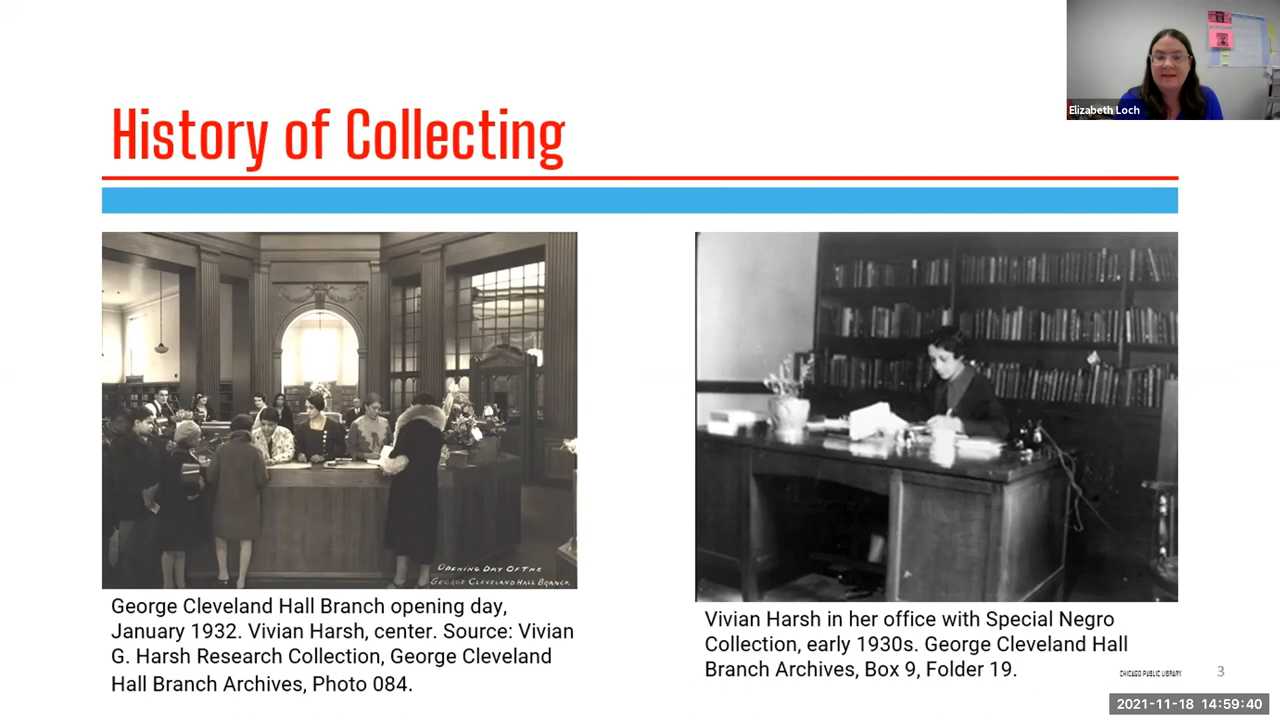 Elizabeth Loch
History of Collecting
OPENING DAY OF THE
GEORGE CLEVELAND HALL BRANCH
George Cleveland Hall Branch opening day,
January 1932. Vivian Harsh, center. Source: Vivian
G. Harsh Research Collection, George Cleveland
Hall Branch Archives, Photo 084.
Vivian Harsh in her office with Special Negro
Collection, early 1930s. George Cleveland Hall
Branch Archives, Box 9, Folder 19.
CHICAGO PUBLIC LIBRARY
3
2021-11-18 14:59:40